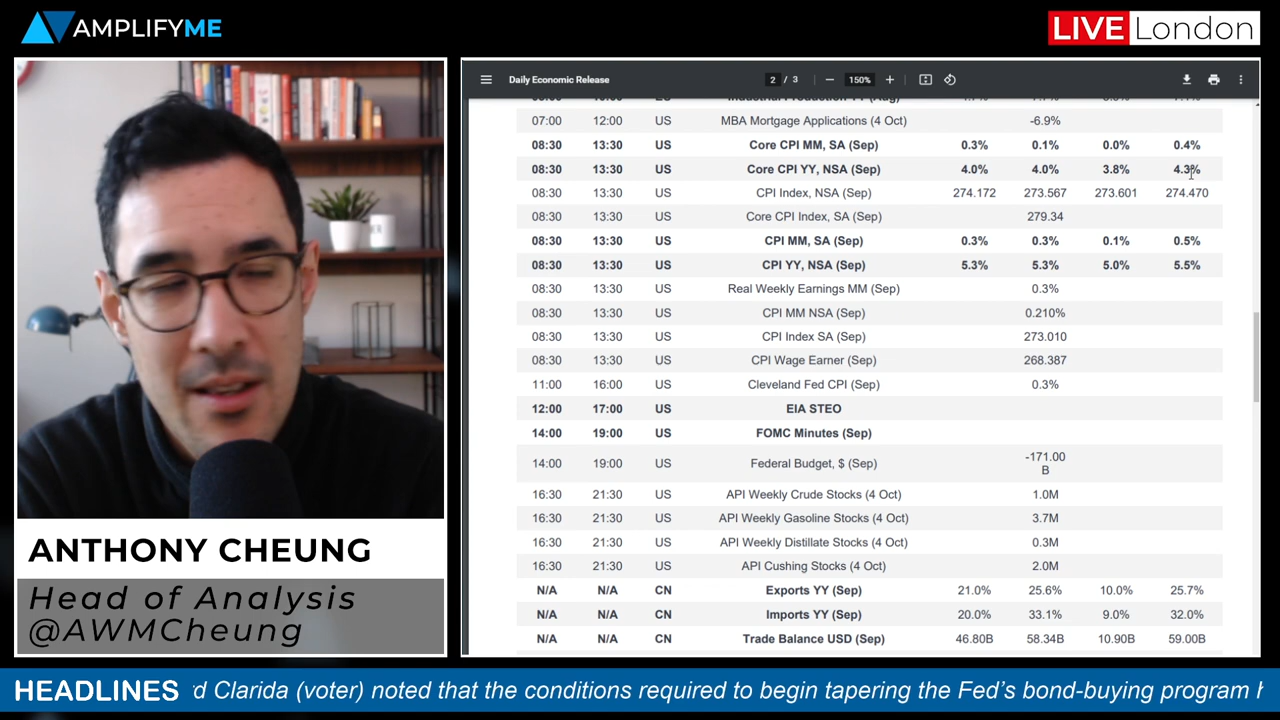 AMPLIFYME
LIVE London
Daily Economic Release 2 / 3 150%
07:00 12:00 US MBA Mortgage Applications (4 Oct) -6.9%
08:30 13:30 US Core CPI MM, SA (Sep) 0.3% 0.1% 0.0% 0.4%
08:30 13:30 US Core CPI YY, NSA (Sep) 4.0% 4.0% 3.8% 4.3%
08:30 13:30 US CPI Index, NSA (Sep) 274.172 273.567 273.601 274.470
08:30 13:30 US Core CPI Index, SA (Sep) 279.34
08:30 13:30 US CPI MM, SA (Sep) 0.3% 0.3% 0.1% 0.5%
08:30 13:30 US CPI YY, NSA (Sep) 5.3% 5.3% 5.0% 5.5%
08:30 13:30 US Real Weekly Earnings MM (Sep) 0.3%
08:30 13:30 US CPI MM NSA (Sep) 0.210%
08:30 13:30 US CPI Index SA (Sep) 273.010
08:30 13:30 US CPI Wage Earner (Sep) 268.387
11:00 16:00 US Cleveland Fed CPI (Sep) 0.3%
12:00 17:00 US EIA STEO
14:00 19:00 US FOMC Minutes (Sep)
14:00 19:00 US Federal Budget, $ (Sep) -171.00
B
16:30 21:30 US API Weekly Crude Stocks (4 Oct) 1.0M
16:30 21:30 US API Weekly Gasoline Stocks (4 Oct) 3.7M
16:30 21:30 US API Weekly Distillate Stocks (4 Oct) 0.3M
16:30 21:30 US API Cushing Stocks (4 Oct) 2.0M
N/A N/A CN Exports YY (Sep) 21.0% 25.6% 10.0% 25.7%
N/A N/A CN Imports YY (Sep) 20.0% 33.1% 9.0% 32.0%
N/A N/A CN Trade Balance USD (Sep) 46.80B 58.34B 10.90B 59.00B
ANTHONY CHEUNG
Head of Analysis
@AWMCheung
HEADLINES d Clarida (voter) noted that the conditions required to begin tapering the Fed's bond-buying program h